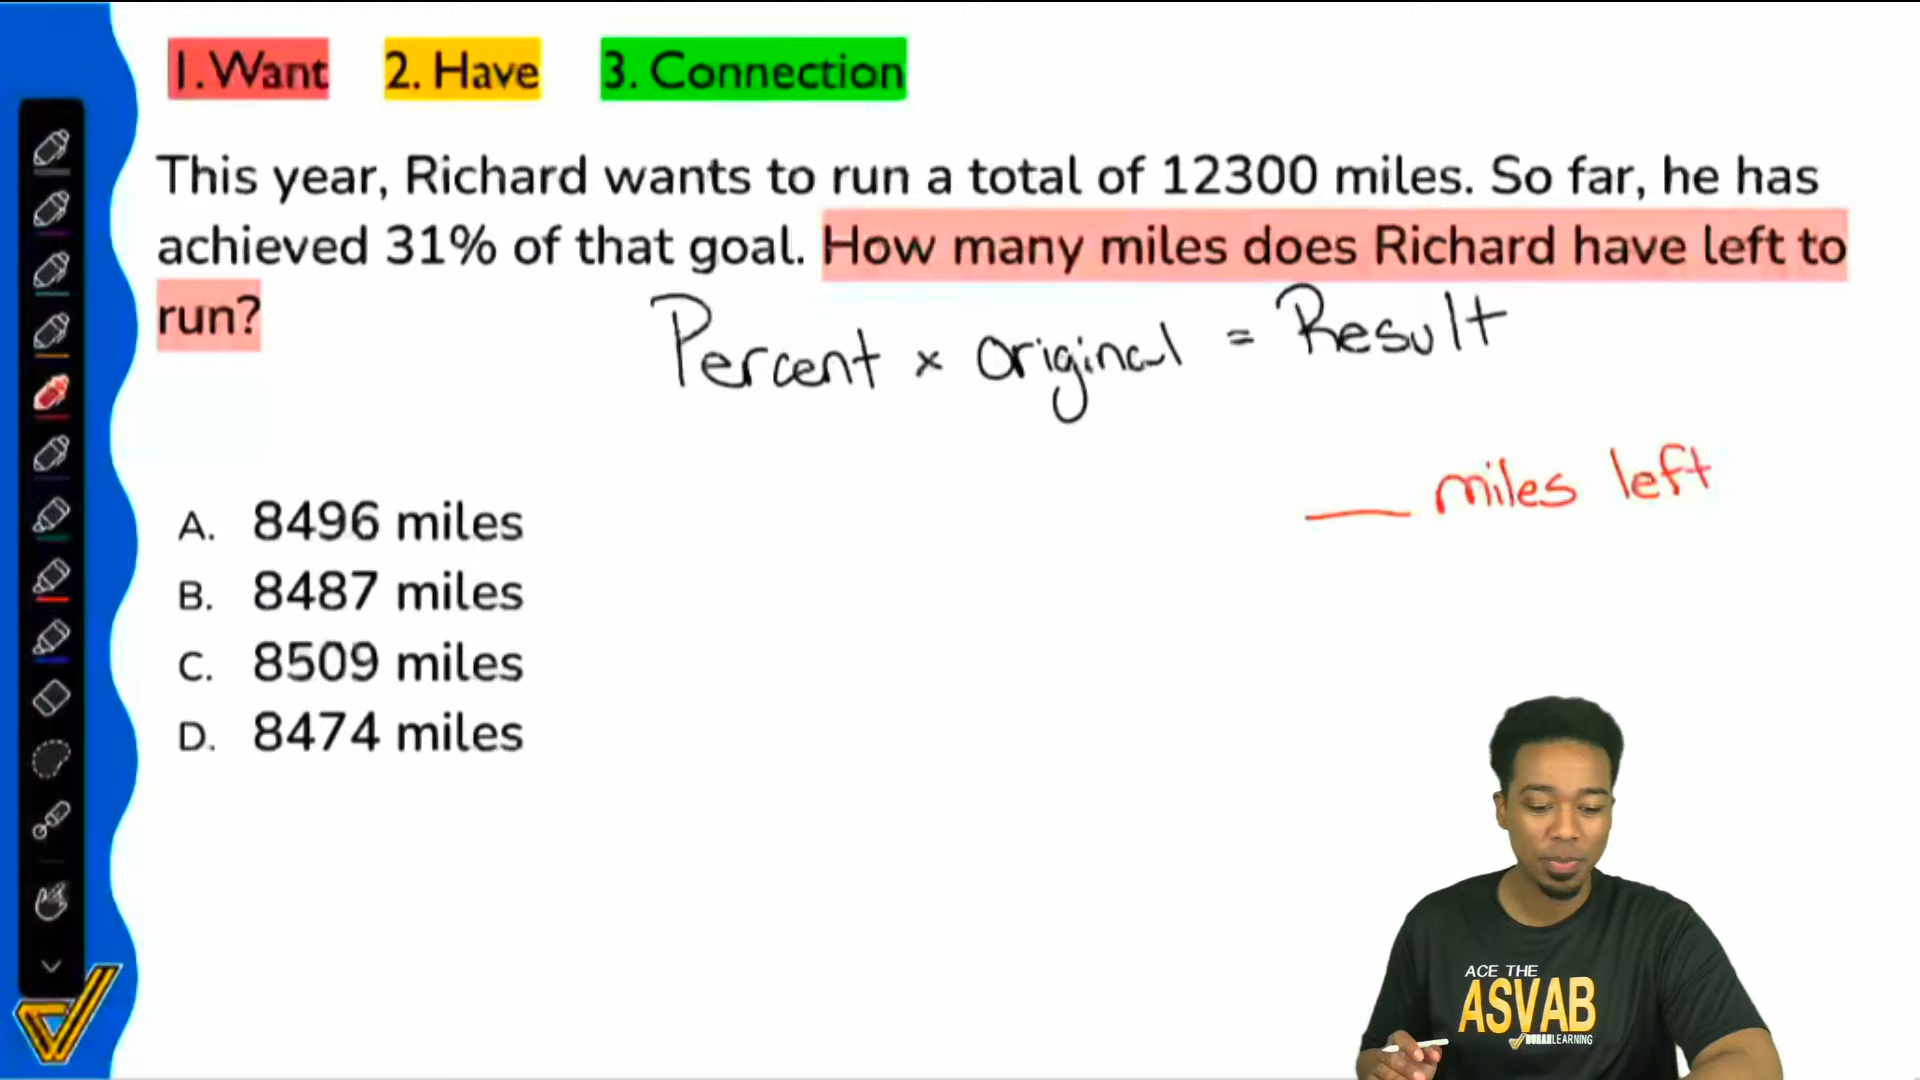 1. Want 2. Have 3. Connection
This year, Richard wants to run a total of 12300 miles. So far, he has
achieved 31% of that goal. How many miles does Richard have left to
run?
Percent × Original = Result
___ miles left
A. 8496 miles
B. 8487 miles
C. 8509 miles
D. 8474 miles
ACE THE
ASVAB
DURANLEARNING